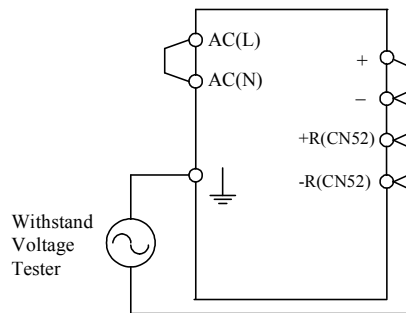 AC(L)
AC(N)
+
–
+R(CN52)
-R(CN52)
Withstand
Voltage
Tester